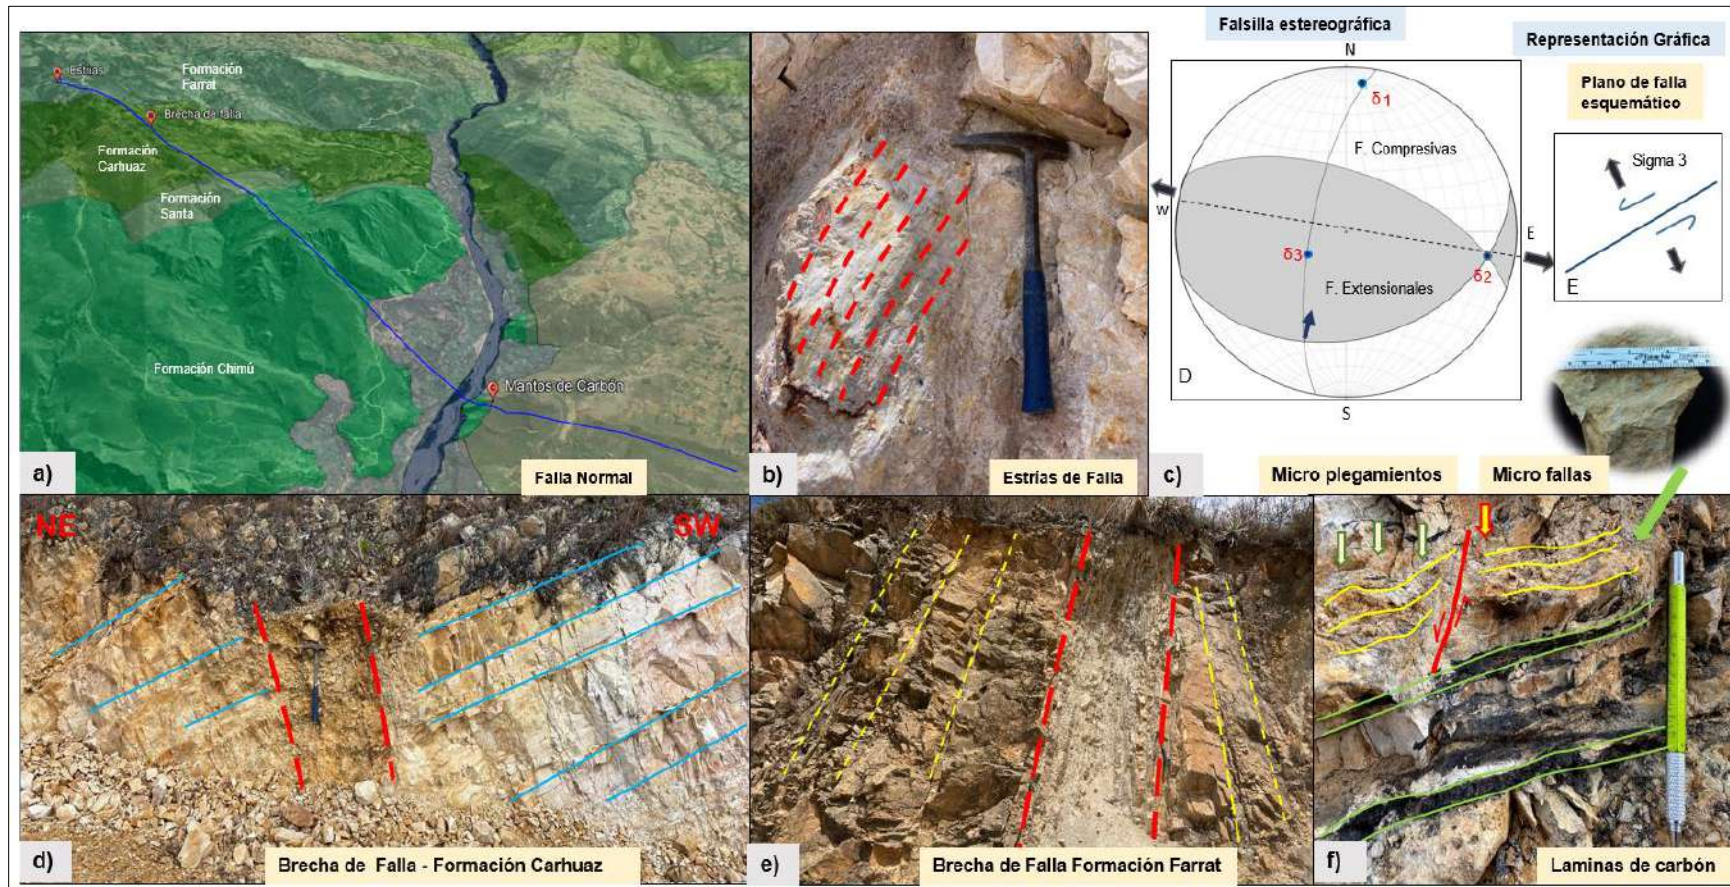 Falsilla estereográfica
Representación Gráfica
Plano de falla
esquemático
Estrias
Formación
Farrat
Brecha de falla
Formación
Carhuaz
Formación
Santa
Formación Chimú
Mantos de Carbón
a)
Falla Normal
b)
Estrías de Falla
N
δ1
F. Compresivas
W
E
δ3
δ2
F. Extensionales
D
S
c)
Sigma 3
E
Micro plegamientos
Micro fallas
NE
SW
d)
Brecha de Falla - Formación Carhuaz
e)
Brecha de Falla Formación Farrat
f)
Laminas de carbón